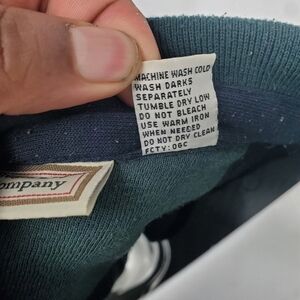 MACHINE WASH COLD
WASH DARKS
SEPARATELY
TUMBLE DRY LOW
DO NOT BLEACH
USE WARM IRON
WHEN NEEDED
DO NOT DRY CLEAN
FCTY: OGC
ompany